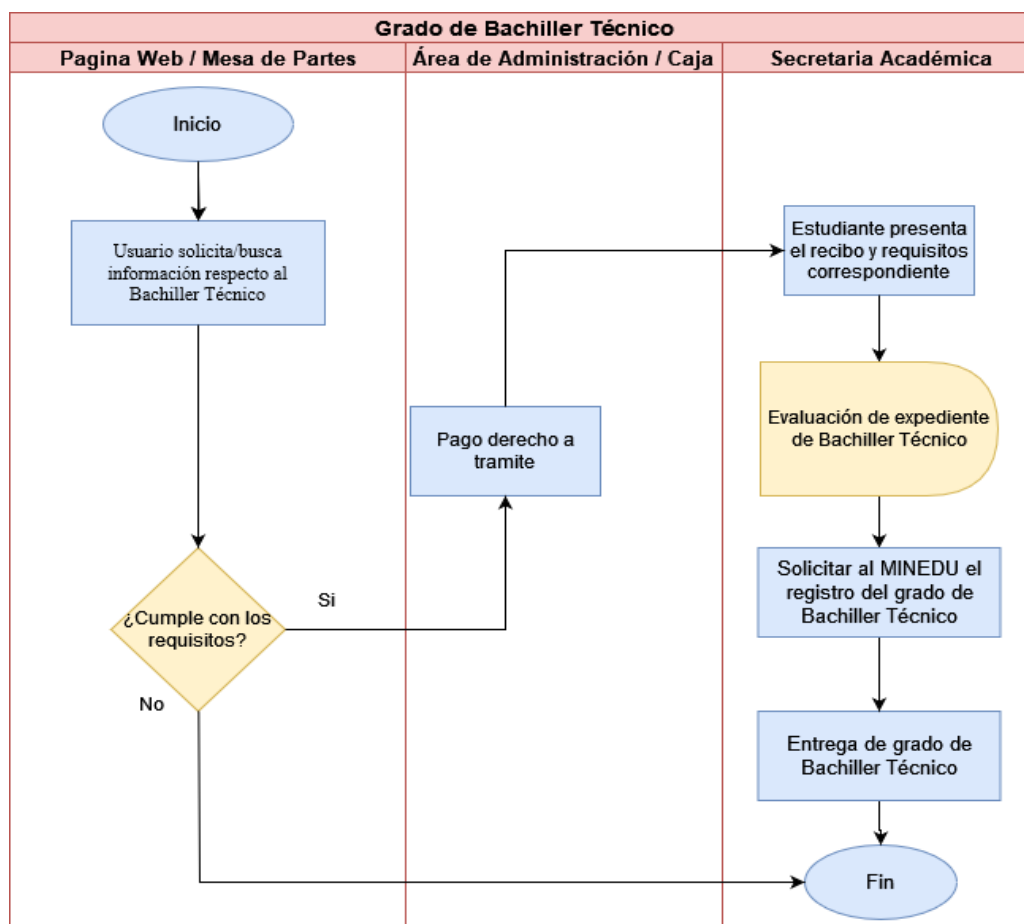 Grado de Bachiller Técnico
Pagina Web / Mesa de Partes
Área de Administración / Caja
Secretaria Académica
Inicio
Usuario solicita/busca
información respecto al
Bachiller Técnico
¿Cumple con los
requisitos?
Si
No
Pago derecho a
tramite
Estudiante presenta
el recibo y requisitos
correspondiente
Evaluación de expediente
de Bachiller Técnico
Solicitar al MINEDU el
registro del grado de
Bachiller Técnico
Entrega de grado de
Bachiller Técnico
Fin